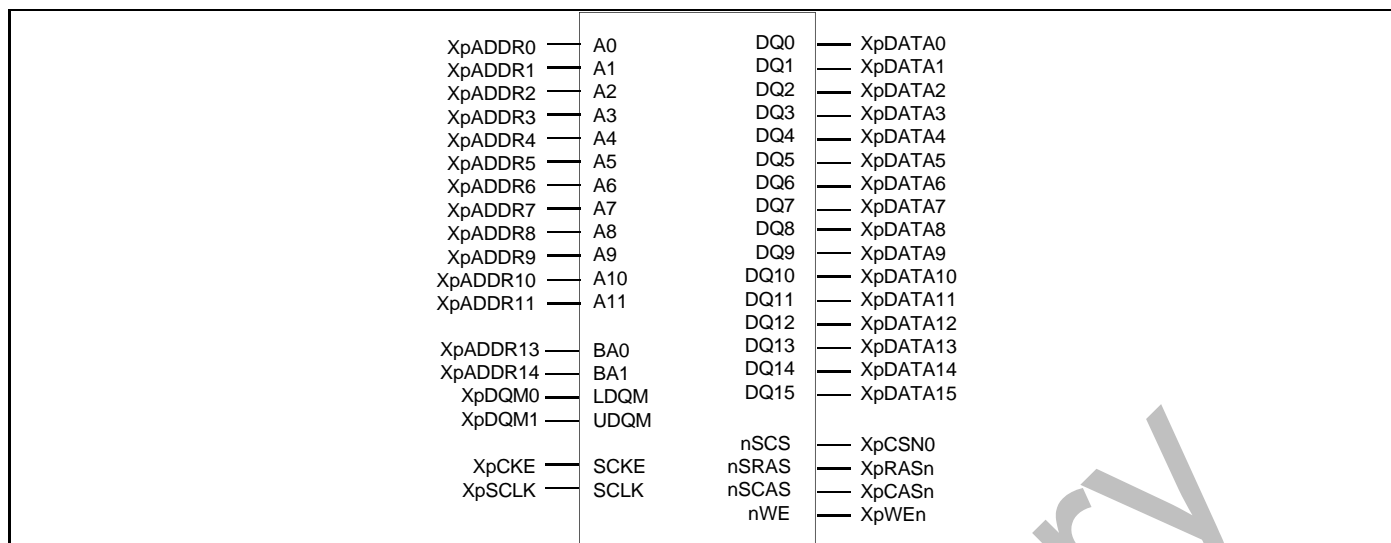 XpADDR0 A0 DQ0 XpDATA0
XpADDR1 A1 DQ1 XpDATA1
XpADDR2 A2 DQ2 XpDATA2
XpADDR3 A3 DQ3 XpDATA3
XpADDR4 A4 DQ4 XpDATA4
XpADDR5 A5 DQ5 XpDATA5
XpADDR6 A6 DQ6 XpDATA6
XpADDR7 A7 DQ7 XpDATA7
XpADDR8 A8 DQ8 XpDATA8
XpADDR9 A9 DQ9 XpDATA9
XpADDR10 A10 DQ10 XpDATA10
XpADDR11 A11 DQ11 XpDATA11
DQ12 XpDATA12
XpADDR13 BA0 DQ13 XpDATA13
XpADDR14 BA1 DQ14 XpDATA14
XpDQM0 LDQM DQ15 XpDATA15
XpDQM1 UDQM
nSCS XpCSN0
XpCKE SCKE nSRAS XpRASn
XpSCLK SCLK nSCAS XpCASn
nWE XpWEn
ry